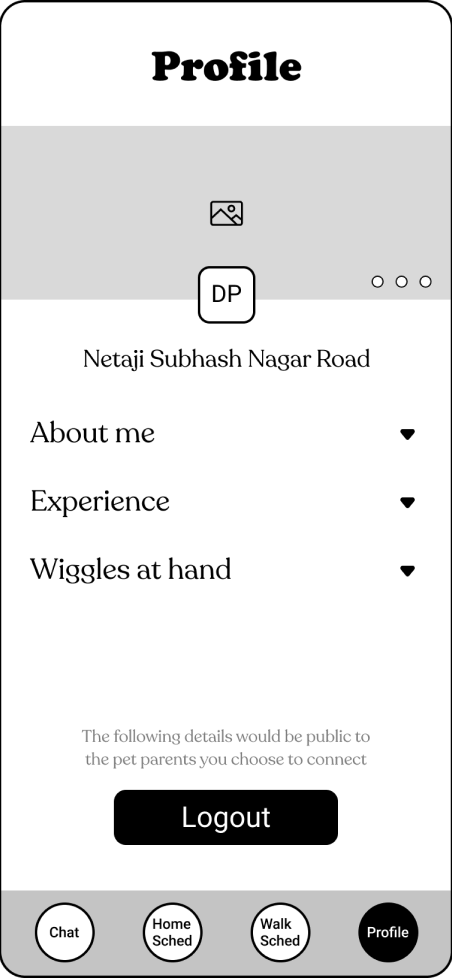 Profile
DP
Netaji Subhash Nagar Road
About me
Experience
Wiggles at hand
The following details would be public to
the pet parents you choose to connect
Logout
Chat
Home
Sched
Walk
Sched
Profile